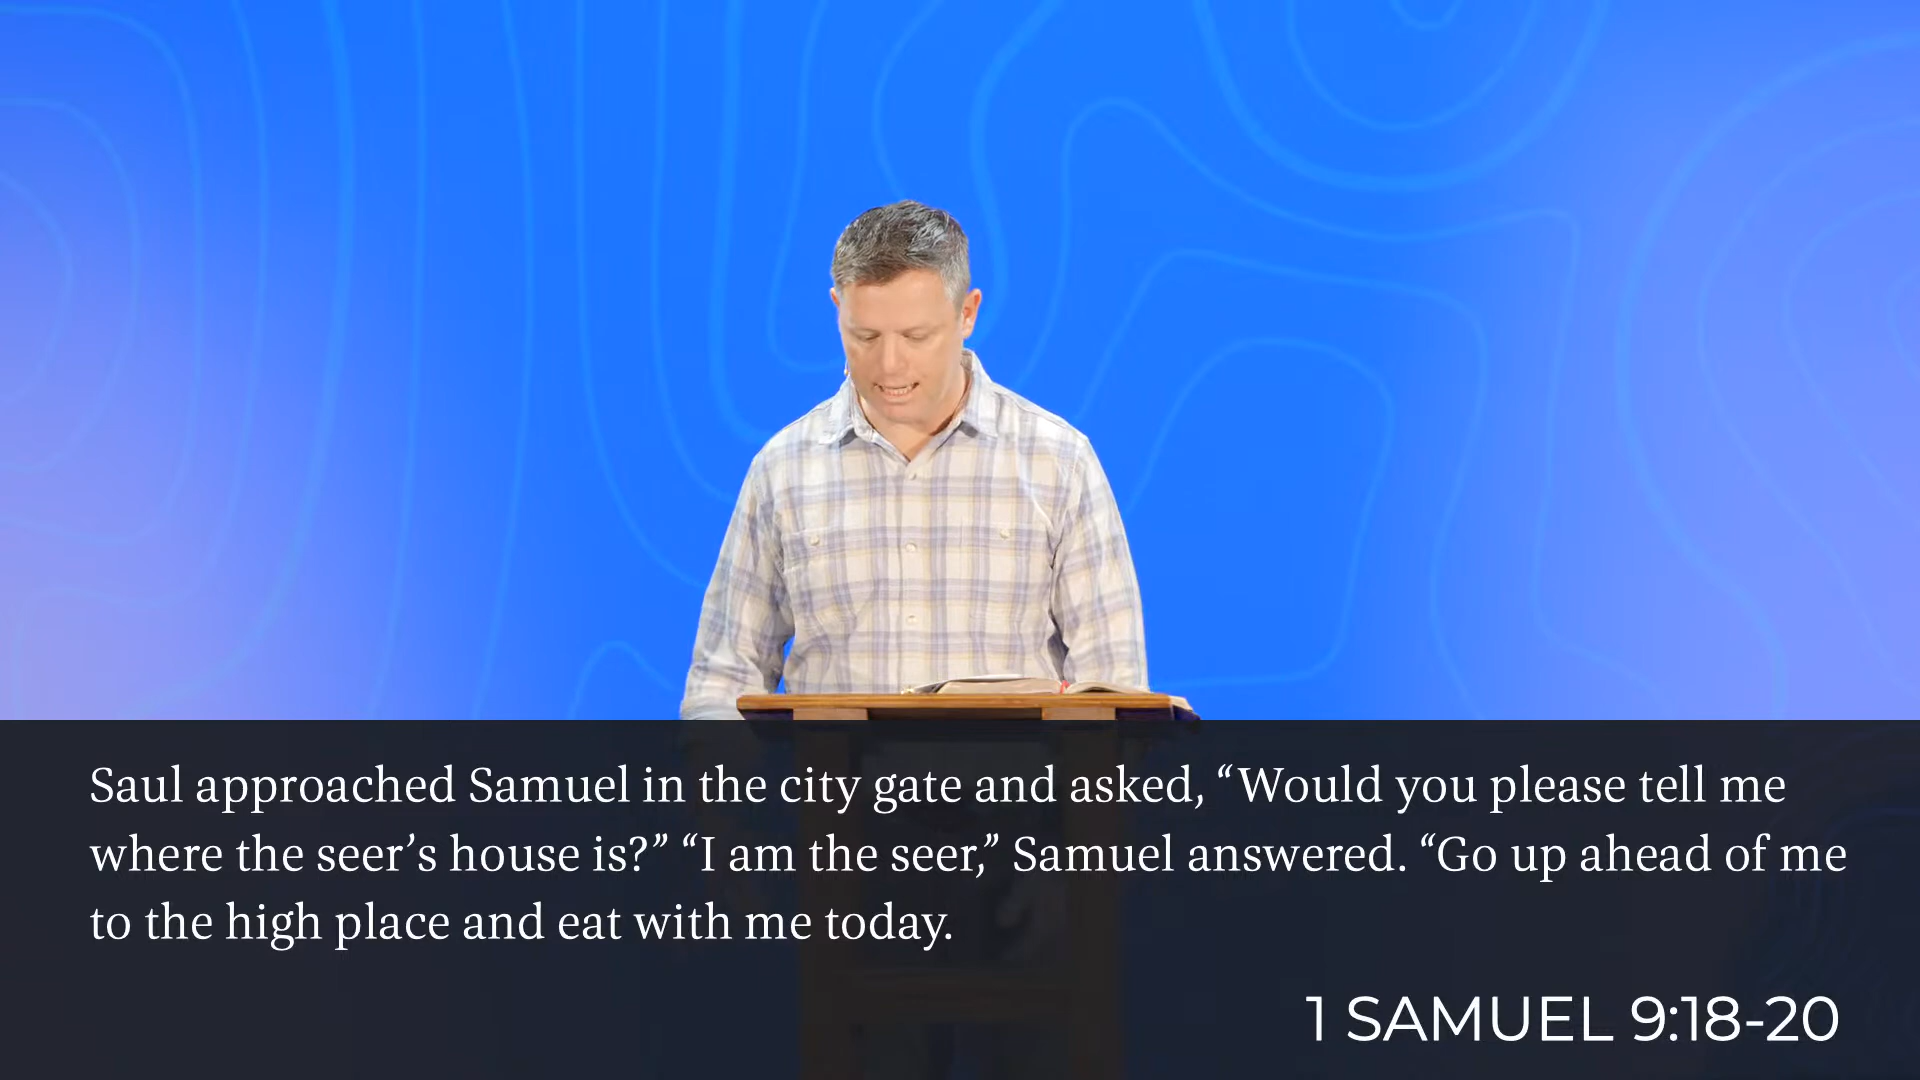 Saul approached Samuel in the city gate and asked, “Would you please tell me
where the seer’s house is?” “I am the seer,” Samuel answered. “Go up ahead of me
to the high place and eat with me today.
1 SAMUEL 9:18-20